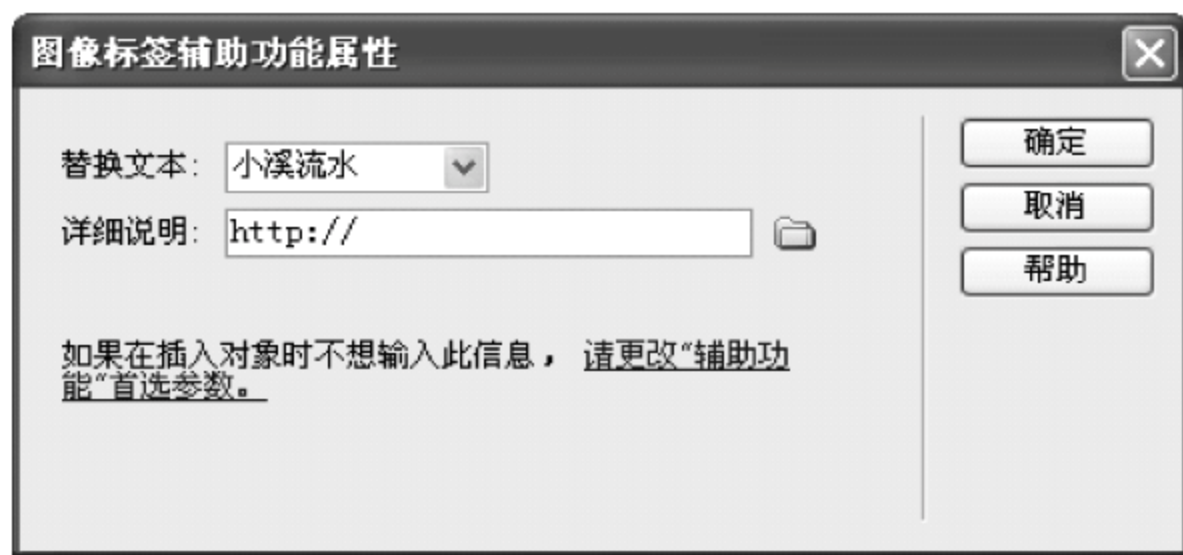 图像标签辅助功能属性
替换文本: 小溪流水
详细说明: http://
确定
取消
帮助
如果在插入对象时不想输入此信息， 请更改“辅助功
能”首选参数。